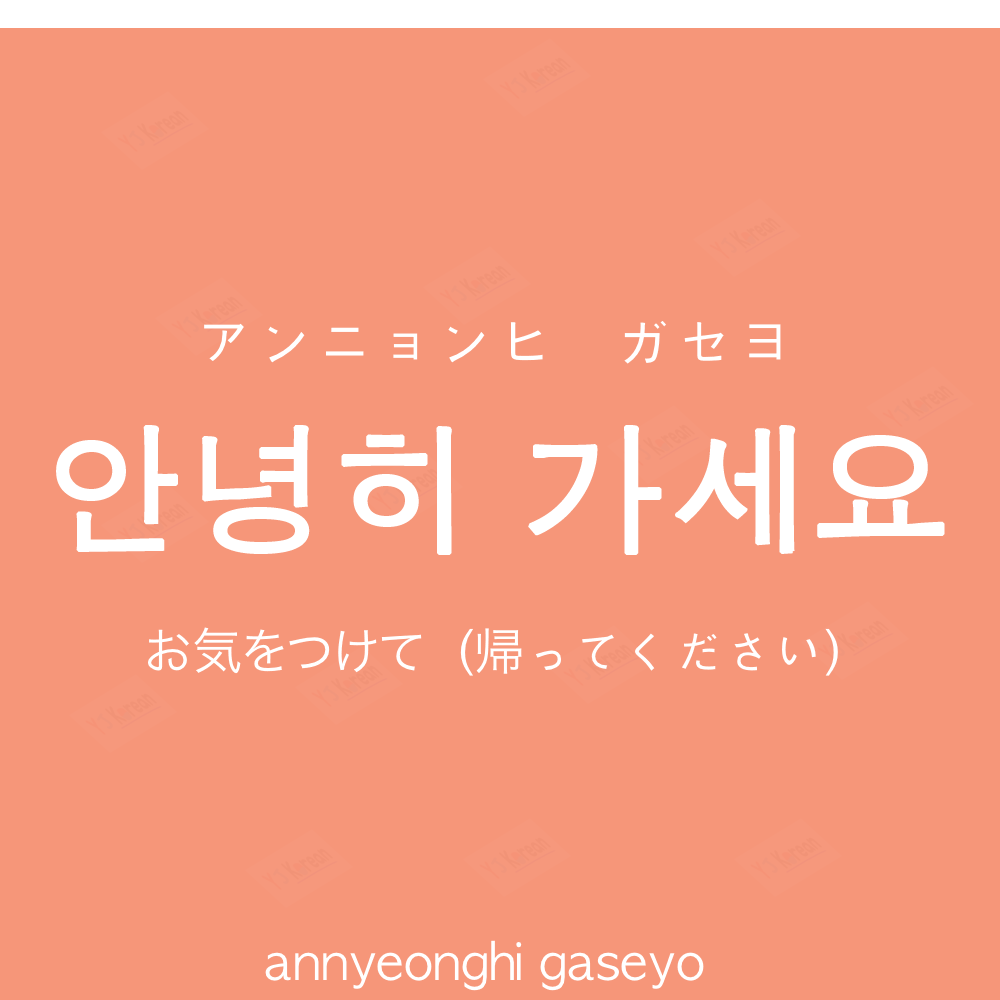 アンニョンヒ ガセヨ
안녕히 가세요
お気をつけて (帰ってください)
annyeonghi gaseyo